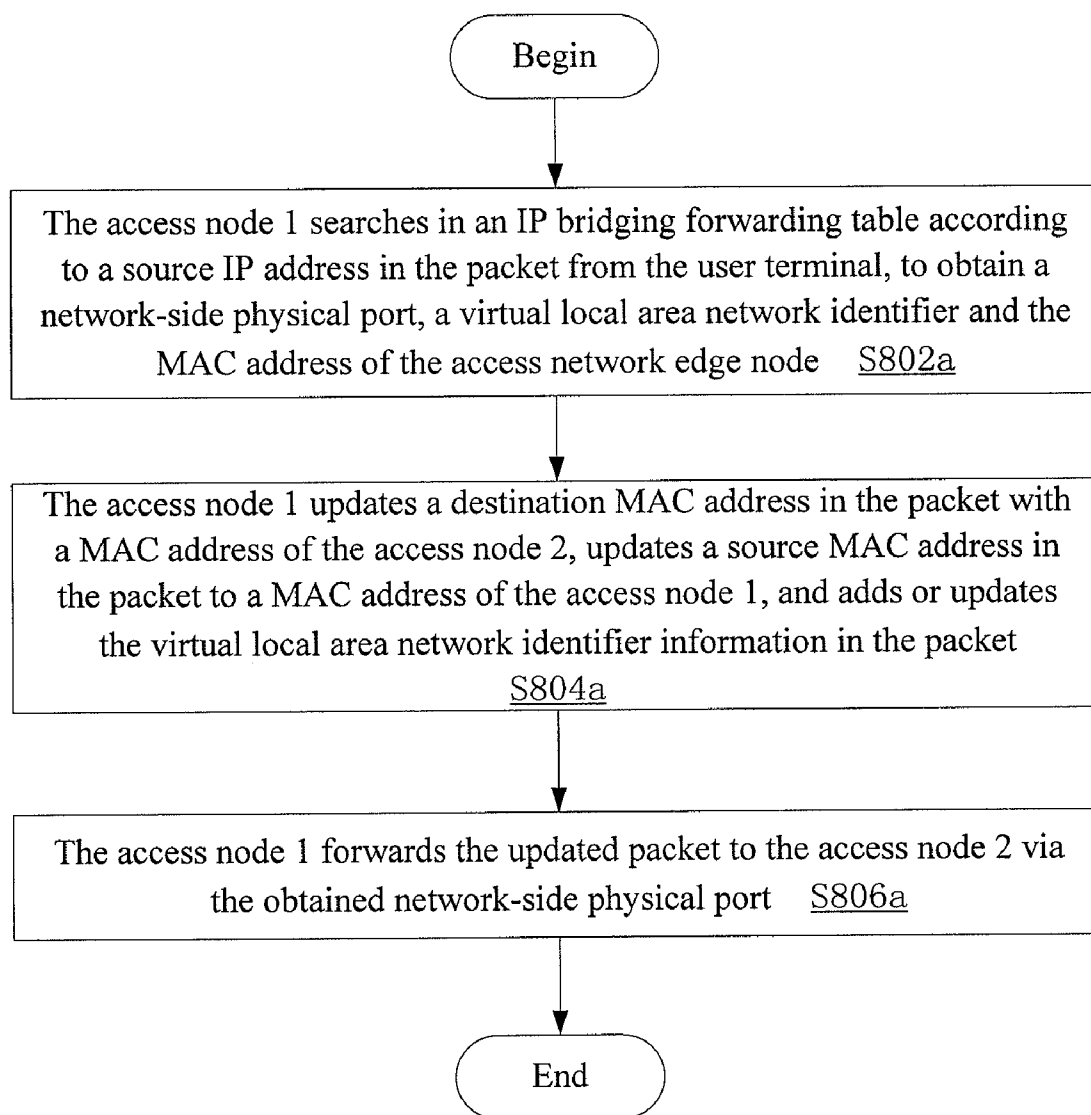 Begin
The access node 1 searches in an IP bridging forwarding table according
to a source IP address in the packet from the user terminal, to obtain a
network-side physical port, a virtual local area network identifier and the
MAC address of the access network edge node S802a
The access node 1 updates a destination MAC address in the packet with
a MAC address of the access node 2, updates a source MAC address in
the packet to a MAC address of the access node 1, and adds or updates
the virtual local area network identifier information in the packet
S804a
The access node 1 forwards the updated packet to the access node 2 via
the obtained network-side physical port S806a
End